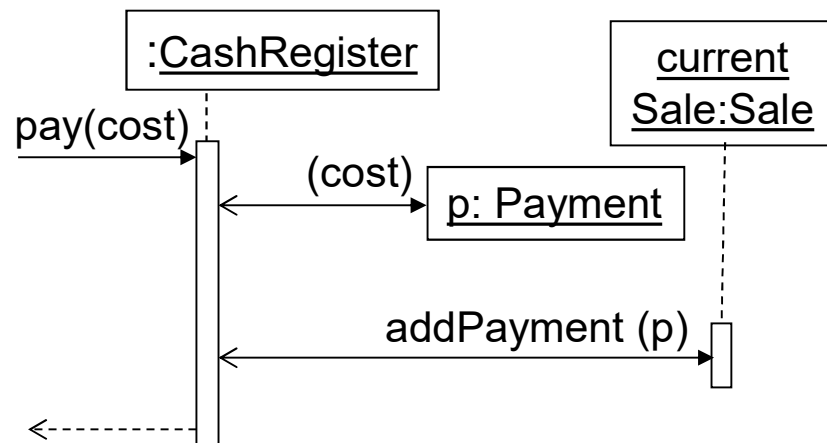 :CashRegister
current
Sale:Sale
pay(cost)
(cost)
p: Payment
addPayment (p)